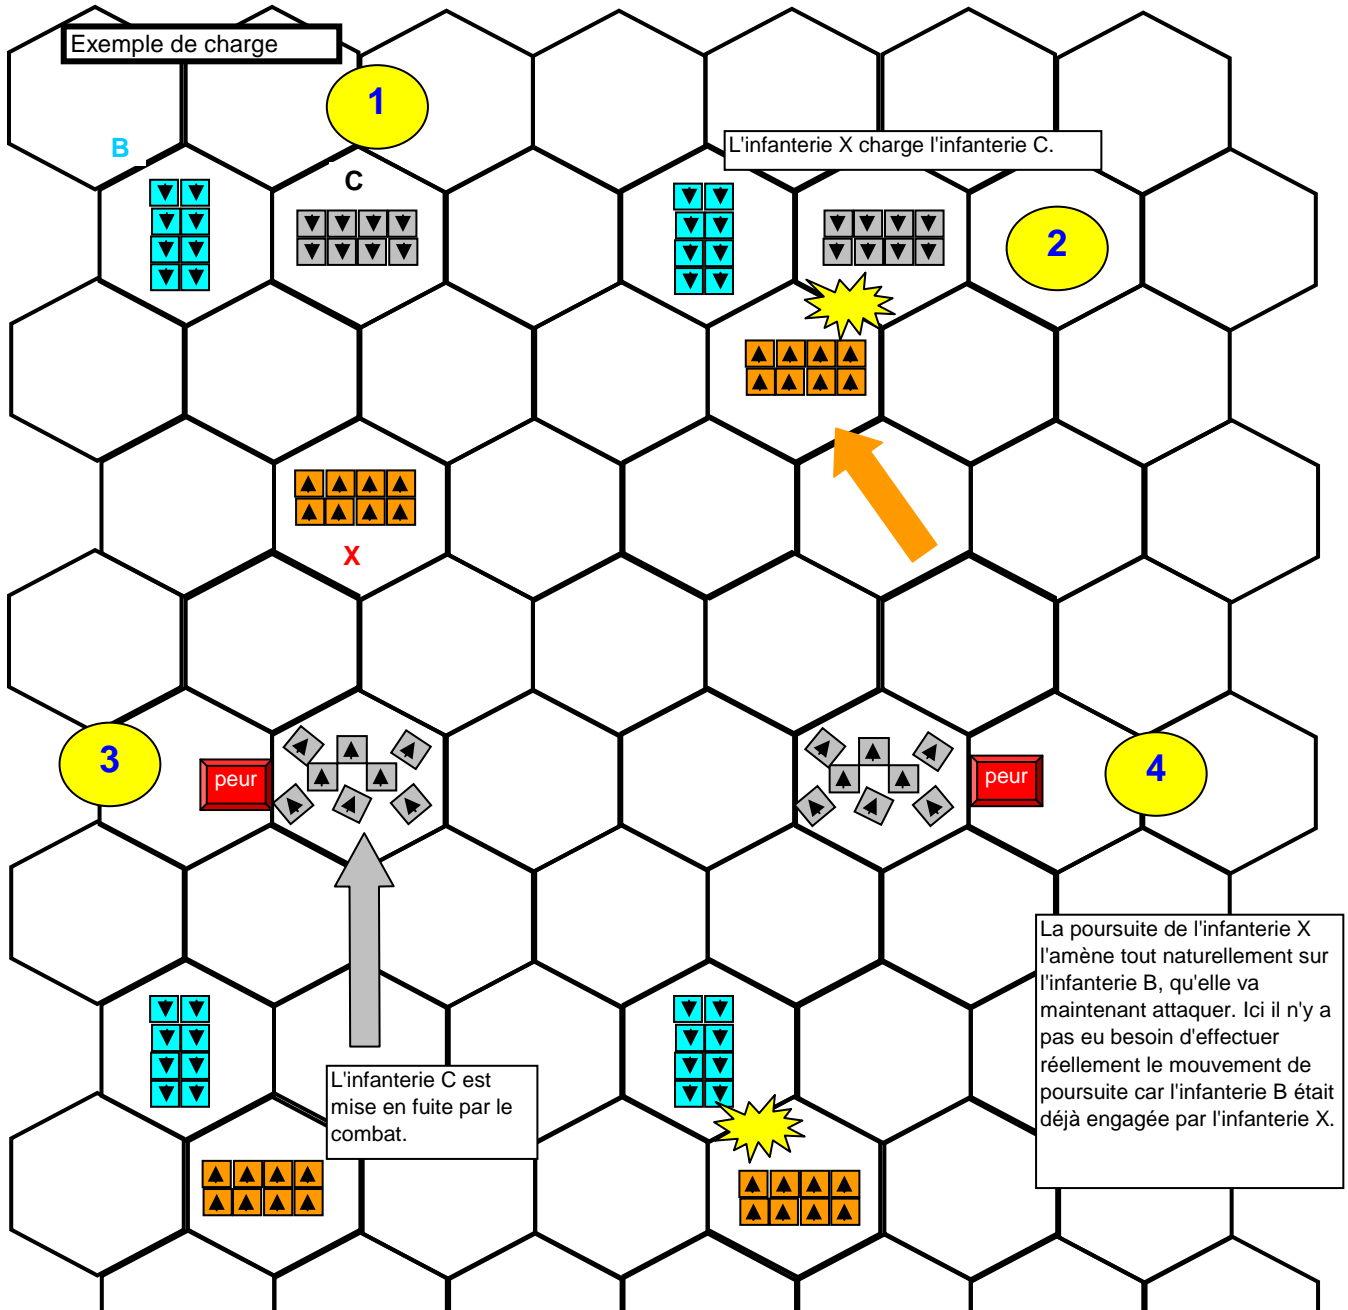 Exemple de charge
1
B
L'infanterie X charge l'infanterie C.
C
2
X
3
peur
peur
4
La poursuite de l'infanterie X
l'amène tout naturellement sur
l'infanterie B, qu'elle va
maintenant attaquer. Ici il n'y a
pas eu besoin d'effectuer
réellement le mouvement de
poursuite car l'infanterie B était
déjà engagée par l'infanterie X.
L'infanterie C est
mise en fuite par le
combat.